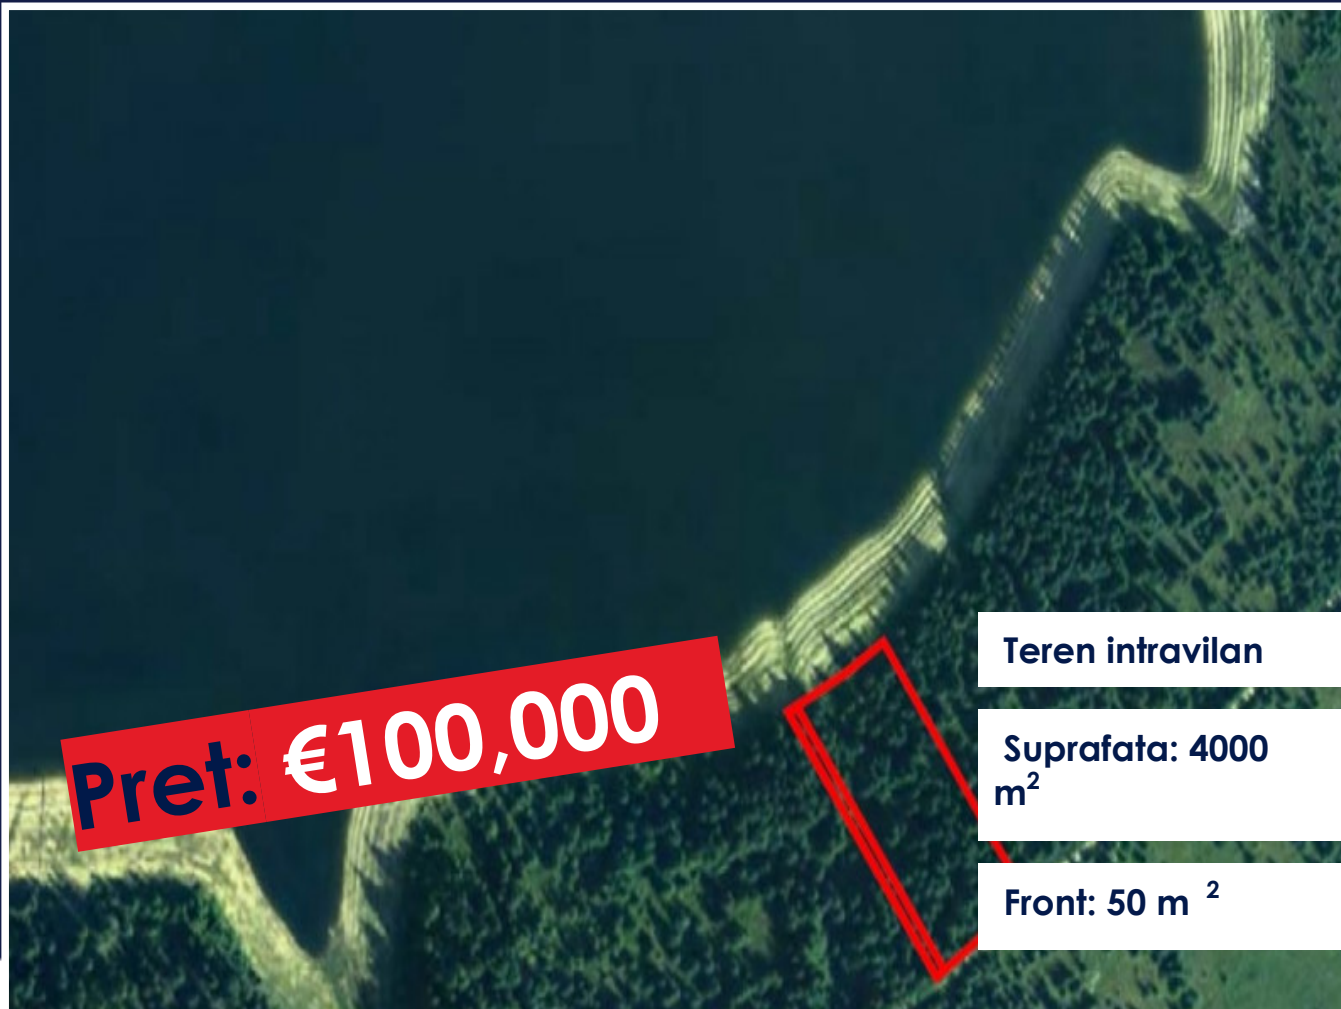 Pret: €100,000
Teren intravilan
Suprafata: 4000
m²
Front: 50 m ²